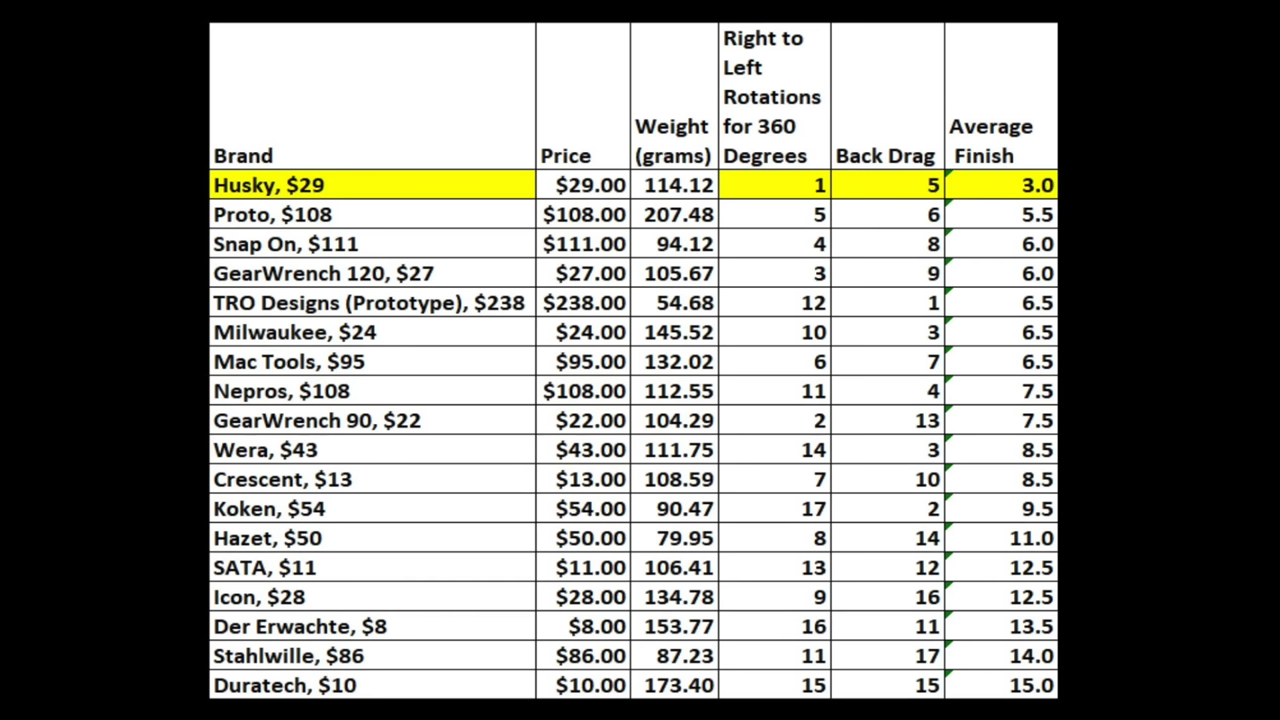 Brand Price Weight (grams) Right to Left Rotations for 360 Degrees Back Drag Average Finish
Husky, $29 $29.00 114.12 1 5 3.0
Proto, $108 $108.00 207.48 5 6 5.5
Snap On, $111 $111.00 94.12 4 8 6.0
GearWrench 120, $27 $27.00 105.67 3 9 6.0
TRO Designs (Prototype), $238 $238.00 54.68 12 1 6.5
Milwaukee, $24 $24.00 145.52 10 3 6.5
Mac Tools, $95 $95.00 132.02 6 7 6.5
Nepros, $108 $108.00 112.55 11 4 7.5
GearWrench 90, $22 $22.00 104.29 2 13 7.5
Wera, $43 $43.00 111.75 14 3 8.5
Crescent, $13 $13.00 108.59 7 10 8.5
Koken, $54 $54.00 90.47 17 2 9.5
Hazet, $50 $50.00 79.95 8 14 11.0
SATA, $11 $11.00 106.41 13 12 12.5
Icon, $28 $28.00 134.78 9 16 12.5
Der Erwachte, $8 $8.00 153.77 16 11 13.5
Stahlwille, $86 $86.00 87.23 11 17 14.0
Duratech, $10 $10.00 173.40 15 15 15.0